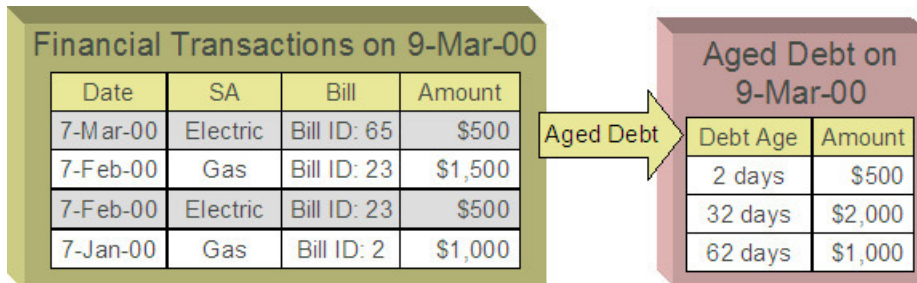 Financial Transactions on 9-Mar-00
Date SA Bill Amount
7-Mar-00 Electric Bill ID: 65 $500
7-Feb-00 Gas Bill ID: 23 $1,500
7-Feb-00 Electric Bill ID: 23 $500
7-Jan-00 Gas Bill ID: 2 $1,000
Aged Debt
Aged Debt on
9-Mar-00
Debt Age Amount
2 days $500
32 days $2,000
62 days $1,000